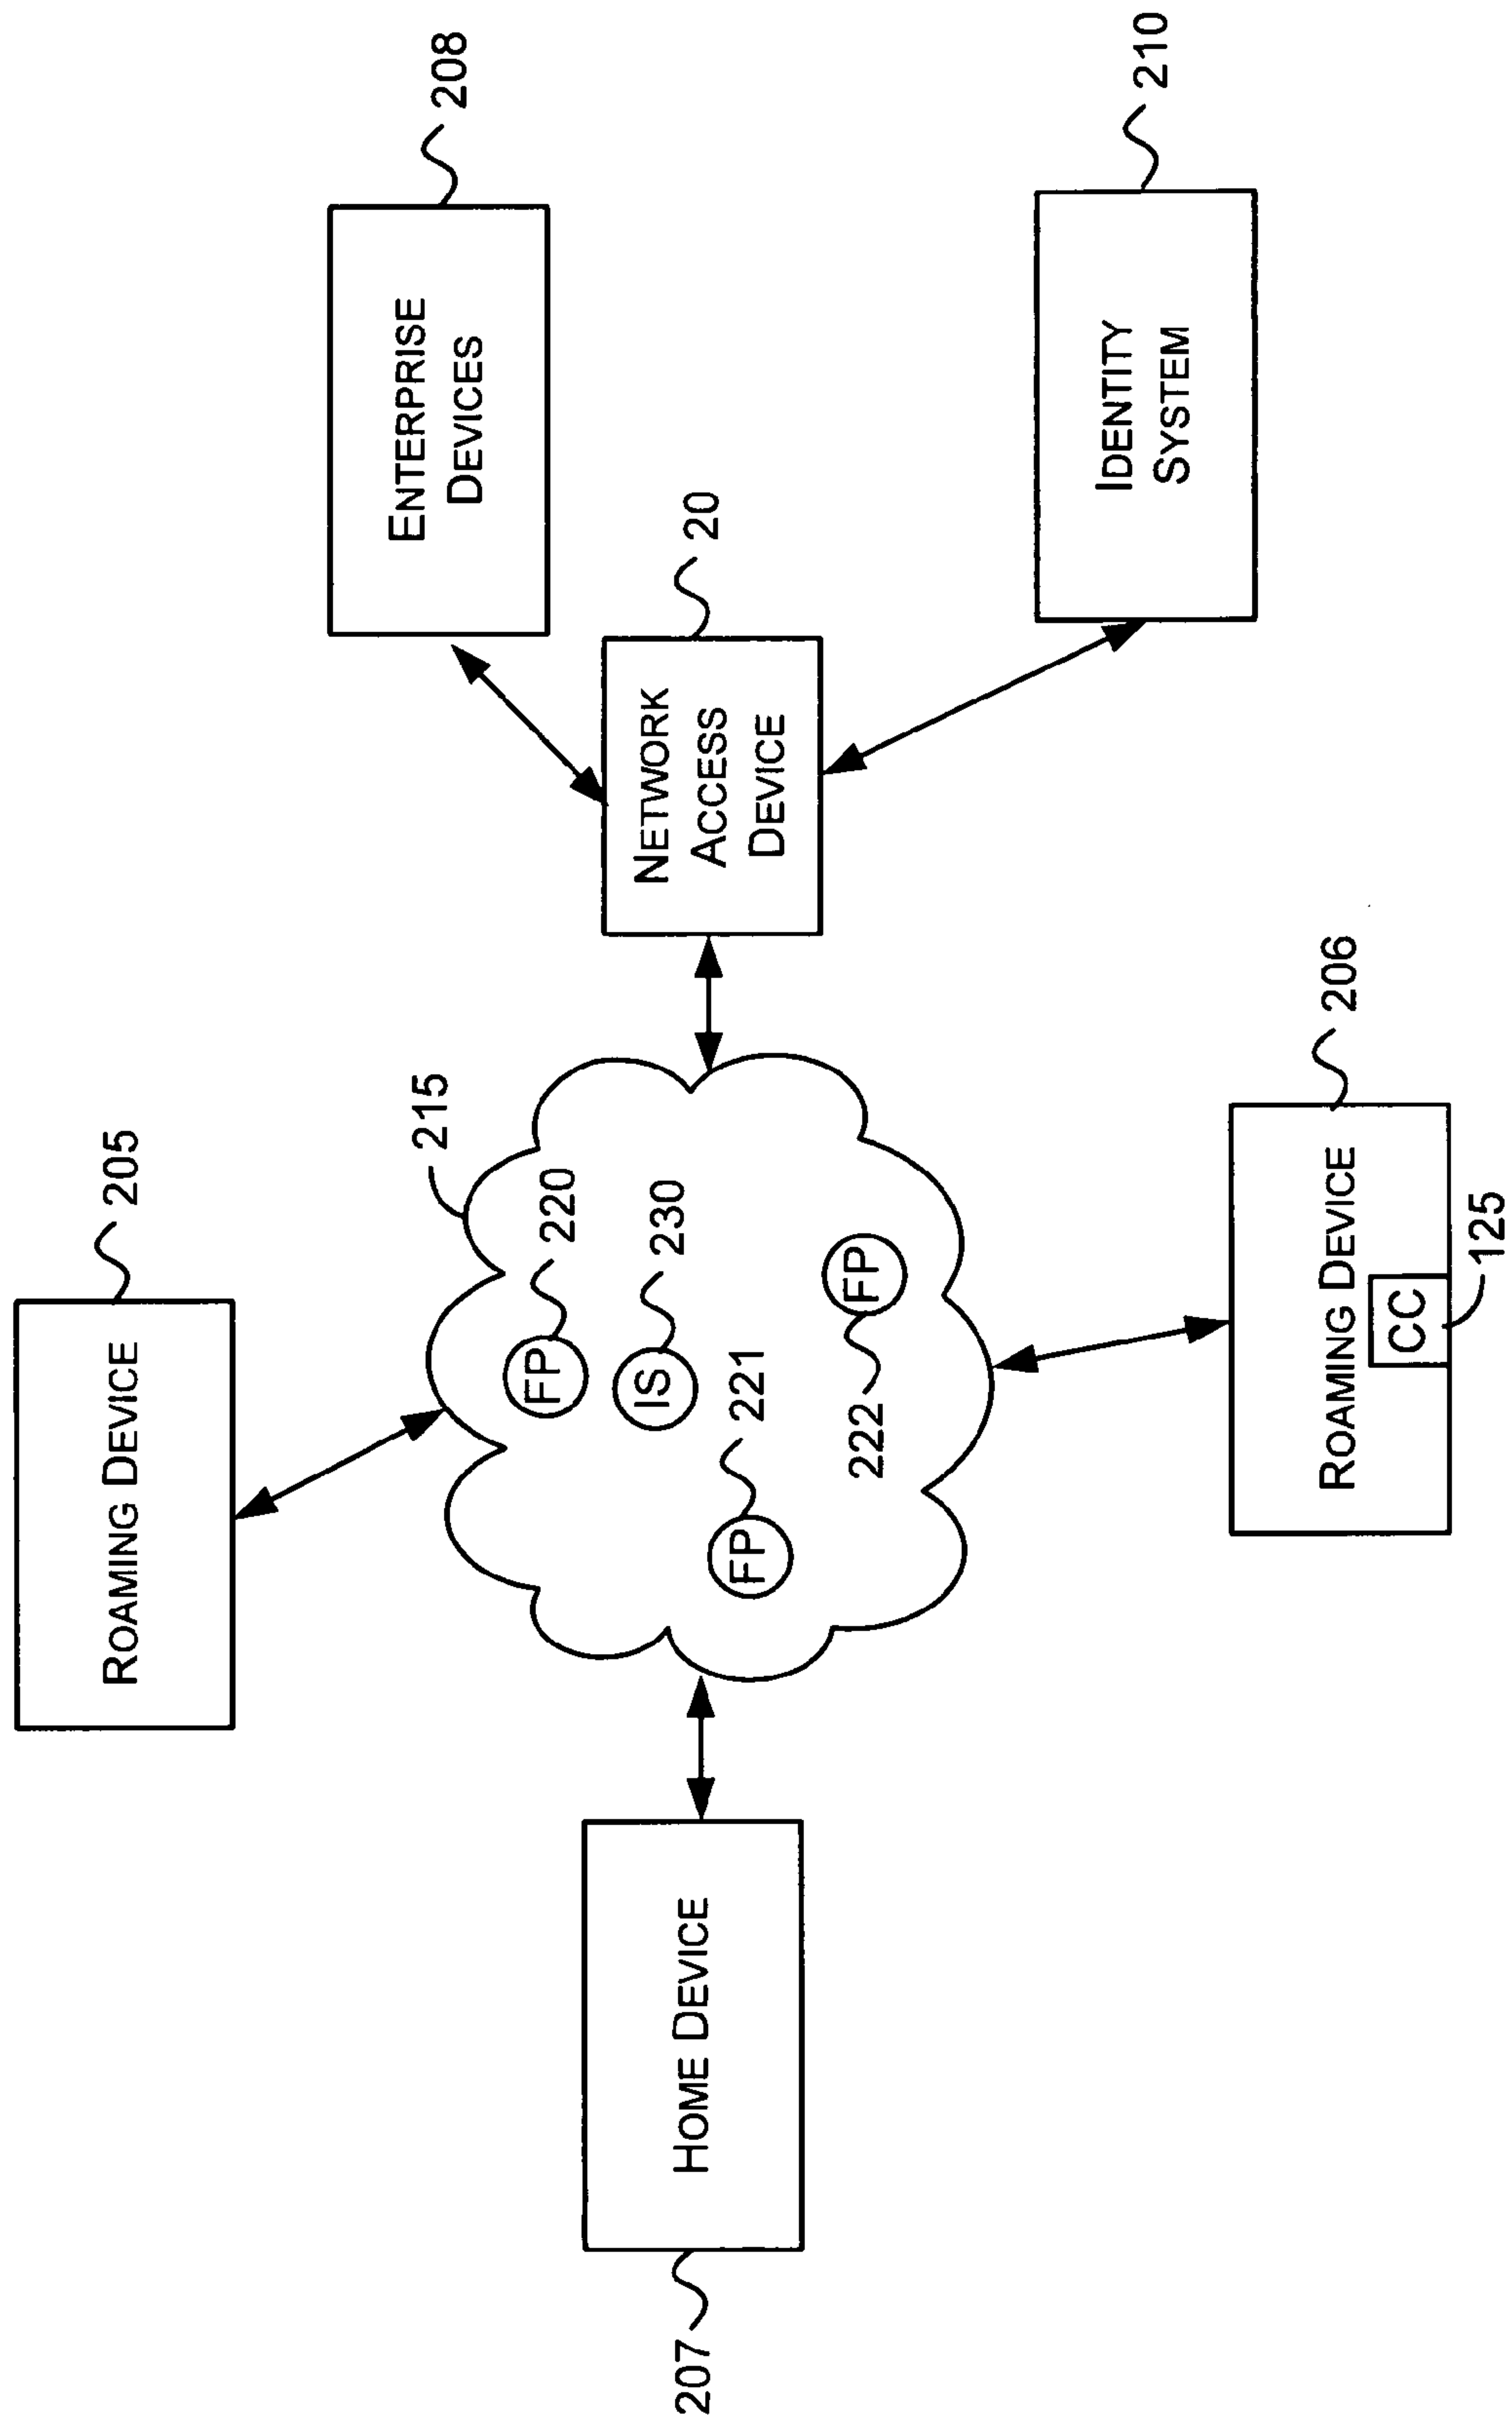 ROAMING DEVICE
205
215
ENTERPRISE
DEVICES
208
HOME DEVICE
207
FP
220
IS
230
FP
221
FP
222
NETWORK
ACCESS
DEVICE
20
ROAMING DEVICE
206
CC
125
IDENTITY
SYSTEM
210